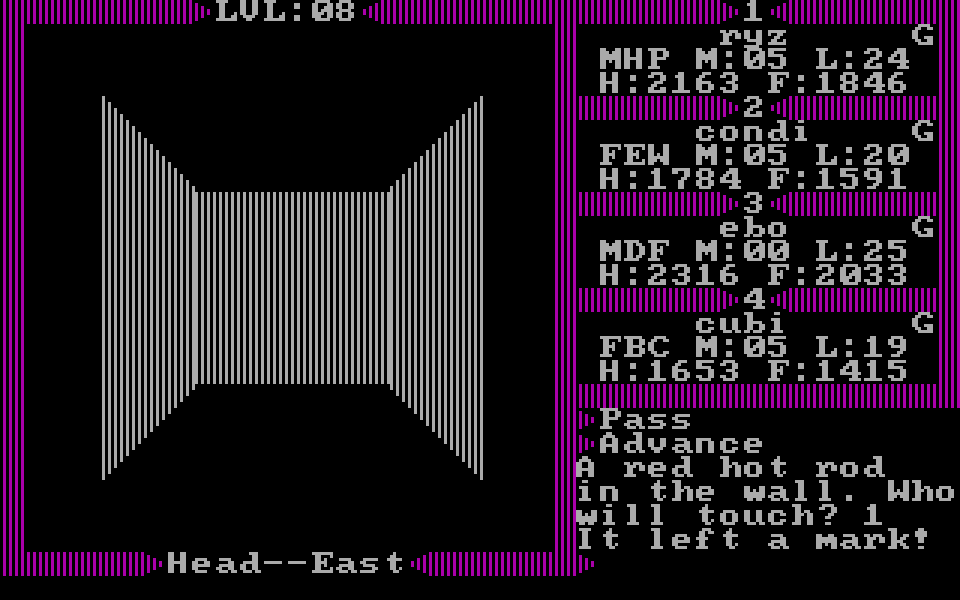 LVL:08
Head--East
1
ryz G
MHP M:05 L:24
H:2163 F:1846
2
condi G
FEW M:05 L:20
H:1784 F:1591
3
ebo G
MDF M:00 L:25
H:2316 F:2033
4
cubi G
FBC M:05 L:19
H:1653 F:1415
Pass
Advance
A red hot rod
in the wall. Who
will touch? 1
It left a mark!